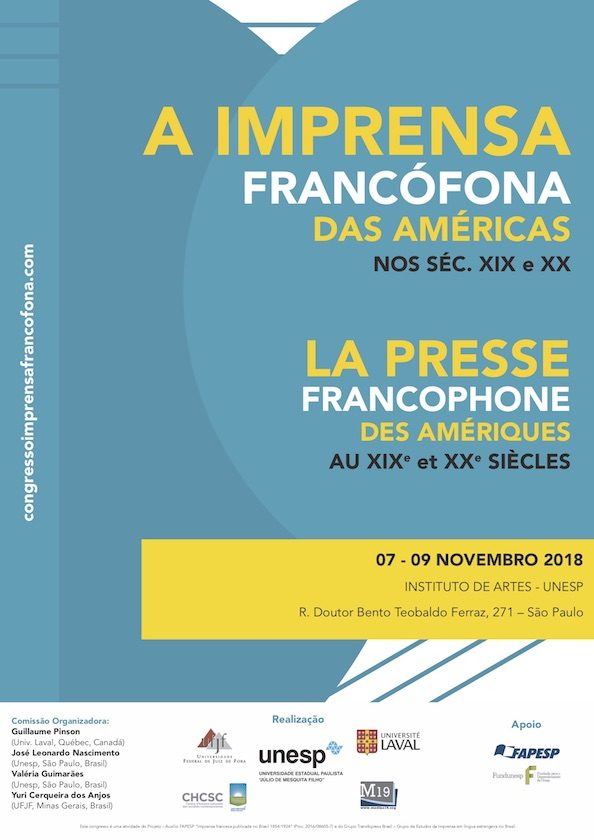 A IMPRENSA
FRANCÓFONA
DAS AMÉRICAS
NOS SÉC. XIX e XX
LA PRESSE
FRANCOPHONE
DES AMÉRIQUES
AU XIXe et XXe SIÈCLES
congressoimprensafrancofona.com
07 - 09 NOVEMBRO 2018
INSTITUTO DE ARTES - UNESP
R. Doutor Bento Teobaldo Ferraz, 271 – São Paulo
Comissão Organizadora:
Guillaume Pinson
(Univ. Laval, Québec, Canadá)
José Leonardo Nascimento
(Unesp, São Paulo, Brasil)
Valéria Guimarães
(Unesp, São Paulo, Brasil)
Yuri Cerqueira dos Anjos
(UFJF, Minas Gerais, Brasil)
Realização
UNIVERSIDADE
FEDERAL DE JUIZ DE FORA
unesp
UNIVERSIDADE ESTADUAL PAULISTA
"JÚLIO DE MESQUITA FILHO"
UNIVERSITÉ
LAVAL
CHCSC
M19
Apoio
FAPESP
Fundunesp